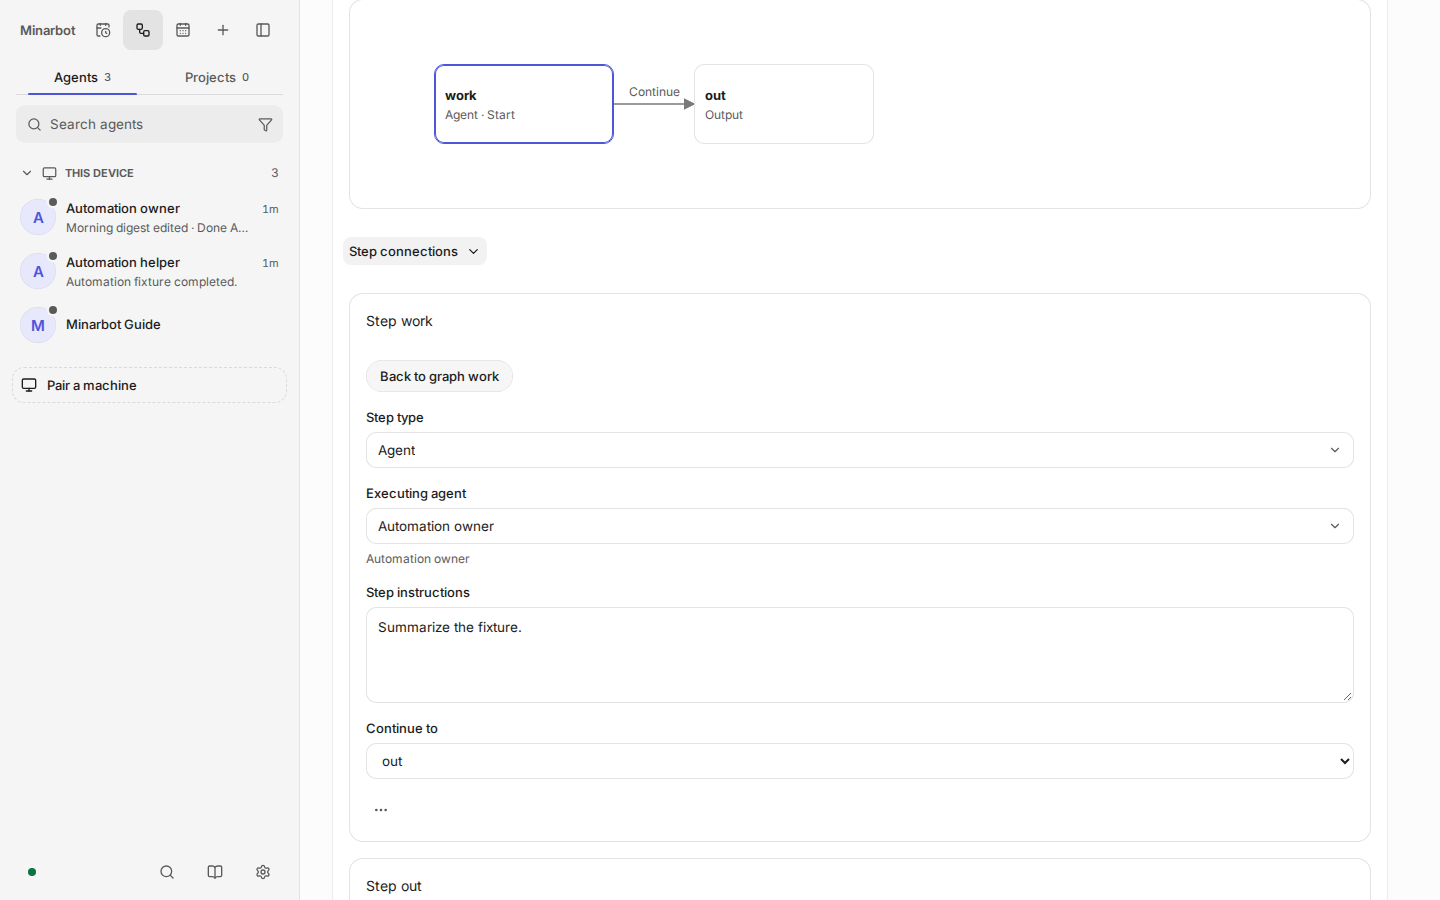 Minarbot
Agents 3
Projects 0
Search agents
THIS DEVICE
3
A
Automation owner
1m
Morning digest edited · Done A...
A
Automation helper
1m
Automation fixture completed.
M
Minarbot Guide
Pair a machine
work
Agent · Start
Continue
out
Output
Step connections
Step work
Back to graph work
Step type
Agent
Executing agent
Automation owner
Automation owner
Step instructions
Summarize the fixture.
Continue to
out
Step out